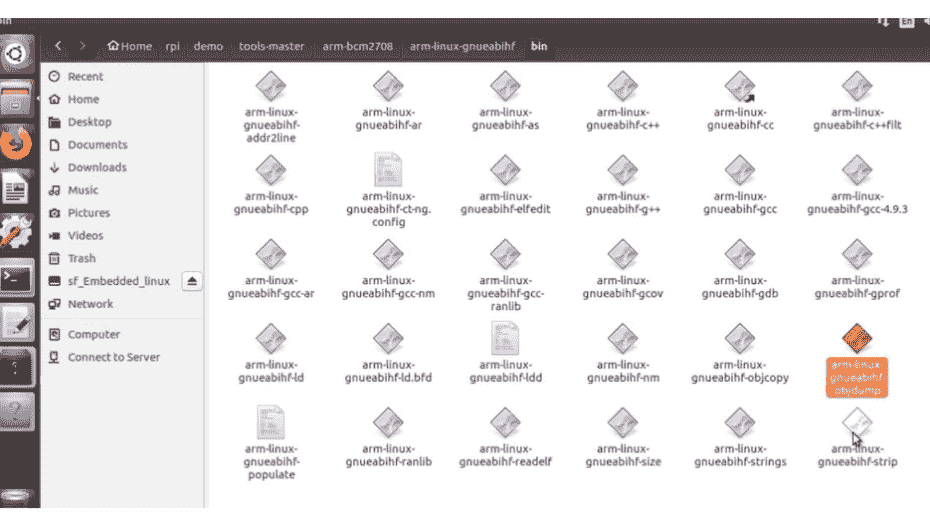 bin
En
Home rpi demo tools-master arm-bcm2708 arm-linux-gnueabihf bin
Recent
Home
Desktop
Documents
Downloads
Music
Pictures
Videos
Trash
sf_Embedded_linux
Network
Computer
Connect to Server
arm-linux-
gnueabihf-
addr2line
arm-linux-
gnueabihf-ar
arm-linux-
gnueabihf-as
arm-linux-
gnueabihf-c++
arm-linux-
gnueabihf-cc
arm-linux-
gnueabihf-c++filt
arm-linux-
gnueabihf-cpp
arm-linux-
gnueabihf-ct-ng.
config
arm-linux-
gnueabihf-elfedit
arm-linux-
gnueabihf-g++
arm-linux-
gnueabihf-gcc
arm-linux-
gnueabihf-gcc-4.9.3
arm-linux-
gnueabihf-gcc-ar
arm-linux-
gnueabihf-gcc-nm
arm-linux-
gnueabihf-gcc-
ranlib
arm-linux-
gnueabihf-gcov
arm-linux-
gnueabihf-gdb
arm-linux-
gnueabihf-gprof
arm-linux-
gnueabihf-ld
arm-linux-
gnueabihf-ld.bfd
arm-linux-
gnueabihf-ldd
arm-linux-
gnueabihf-nm
arm-linux-
gnueabihf-objcopy
arm-linux-
gnueabihf-
objdump
arm-linux-
gnueabihf-
populate
arm-linux-
gnueabihf-ranlib
arm-linux-
gnueabihf-readelf
arm-linux-
gnueabihf-size
arm-linux-
gnueabihf-strings
arm-linux-
gnueabihf-strip